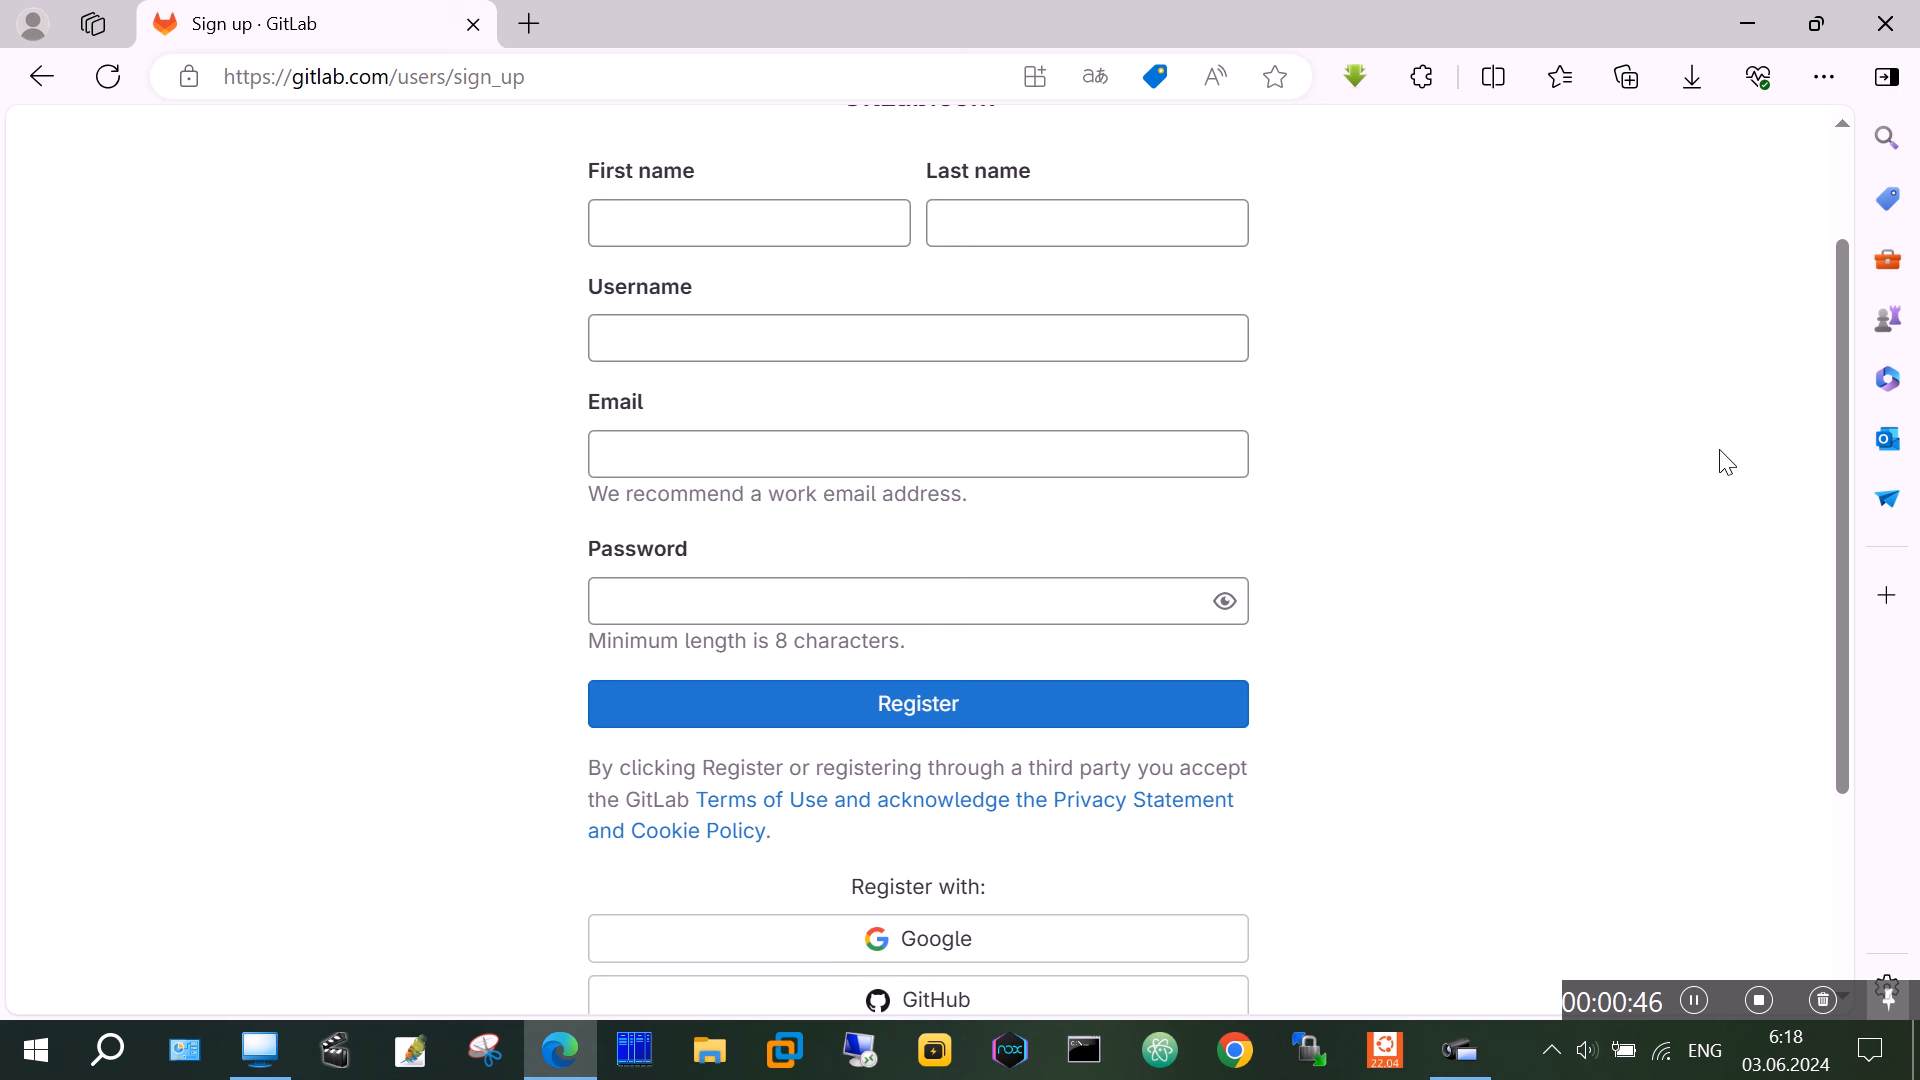 Sign up · GitLab
https://gitlab.com/users/sign_up
First name
Last name
Username
Email
We recommend a work email address.
Password
Minimum length is 8 characters.
Register
By clicking Register or registering through a third party you accept
the GitLab Terms of Use and acknowledge the Privacy Statement
and Cookie Policy.
Register with:
Google
GitHub
00:00:46
ENG
6:18
03.06.2024
22.04
nox